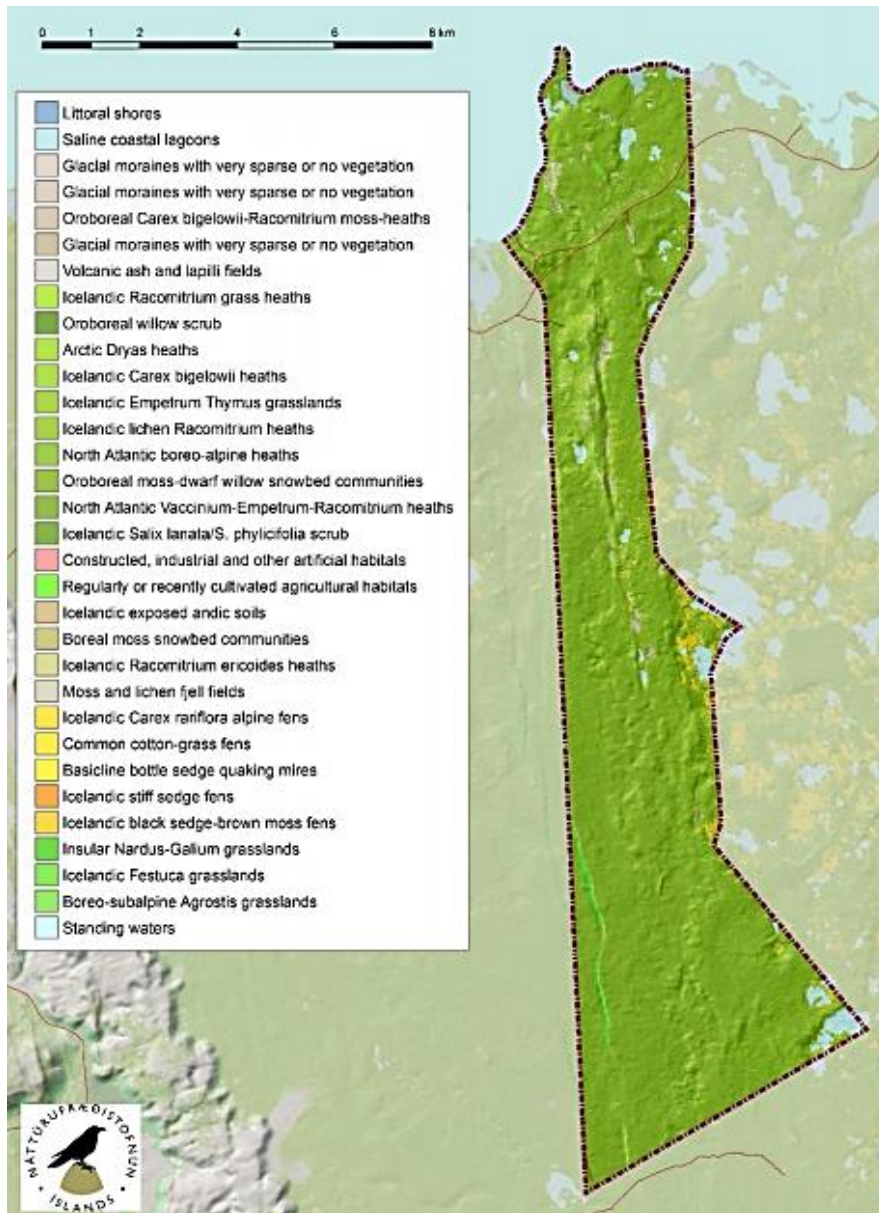 0 1 2 4 6 8 km
Littoral shores
Saline coastal lagoons
Glacial moraines with very sparse or no vegetation
Glacial moraines with very sparse or no vegetation
Oroboreal Carex bigelowii-Racomitrium moss-heaths
Glacial moraines with very sparse or no vegetation
Volcanic ash and lapilli fields
Icelandic Racomitrium grass heaths
Oroboreal willow scrub
Arctic Dryas heaths
Icelandic Carex bigelowii heaths
Icelandic Empetrum Thymus grasslands
Icelandic lichen Racomitrium heaths
North Atlantic boreo-alpine heaths
Oroboreal moss-dwarf willow snowbed communities
North Atlantic Vaccinium-Empetrum-Racomitrium heaths
Icelandic Salix lanata/S. phylicifolia scrub
Constructed, industrial and other artificial habitats
Regularly or recently cultivated agricultural habitats
Icelandic exposed andic soils
Boreal moss snowbed communities
Icelandic Racomitrium ericoides heaths
Moss and lichen fjell fields
Icelandic Carex rariflora alpine fens
Common cotton-grass fens
Basicline bottle sedge quaking mires
Icelandic stiff sedge fens
Icelandic black sedge-brown moss fens
Insular Nardus-Galium grasslands
Icelandic Festuca grasslands
Boreo-subalpine Agrostis grasslands
Standing waters
NÁTTÚRUFRÆÐISTOFNUN
• ÍSLANDS •